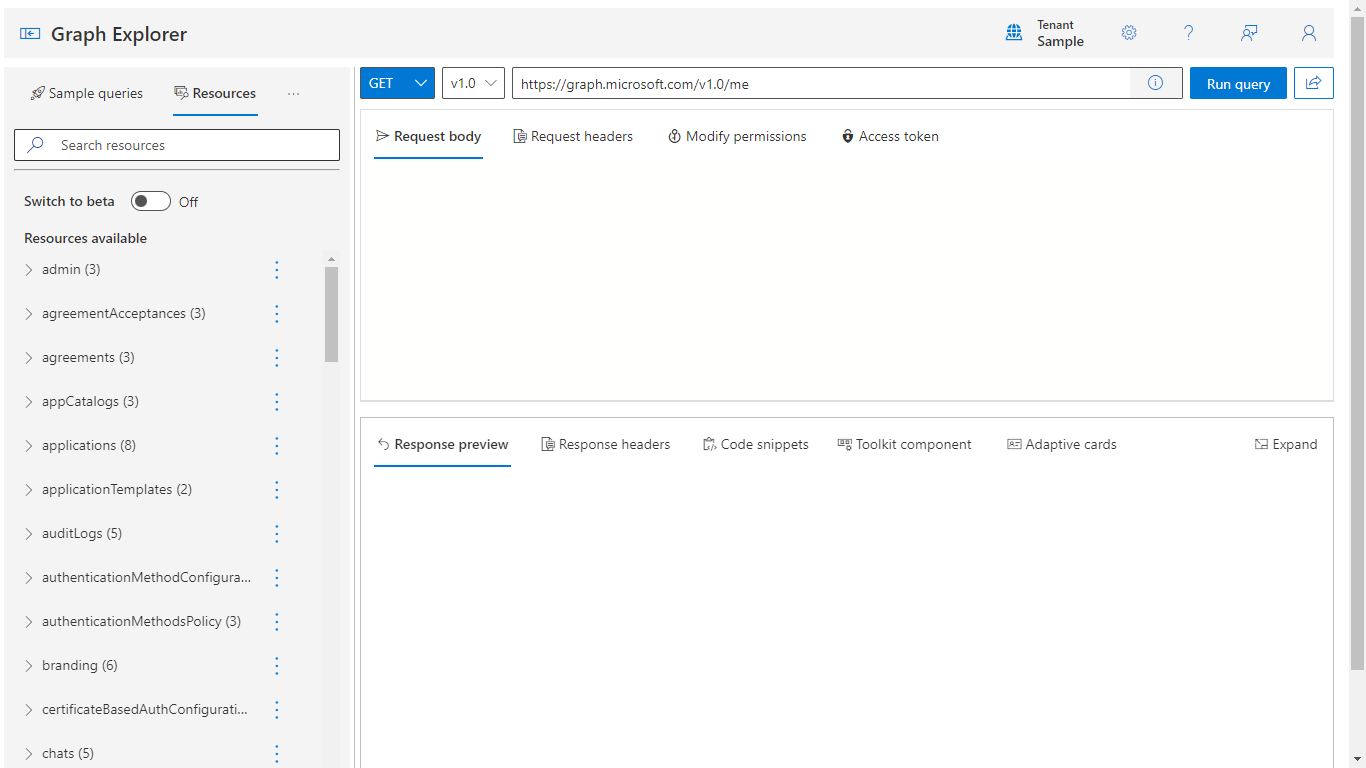 Graph Explorer
Tenant
Sample
Sample queries
Resources
GET
v1.0
https://graph.microsoft.com/v1.0/me
Run query
Search resources
Request body
Request headers
Modify permissions
Access token
Switch to beta
Off
Resources available
admin (3)
agreementAcceptances (3)
agreements (3)
appCatalogs (3)
applications (8)
applicationTemplates (2)
auditLogs (5)
authenticationMethodConfigura...
authenticationMethodsPolicy (3)
branding (6)
certificateBasedAuthConfigurati...
chats (5)
Response preview
Response headers
Code snippets
Toolkit component
Adaptive cards
Expand